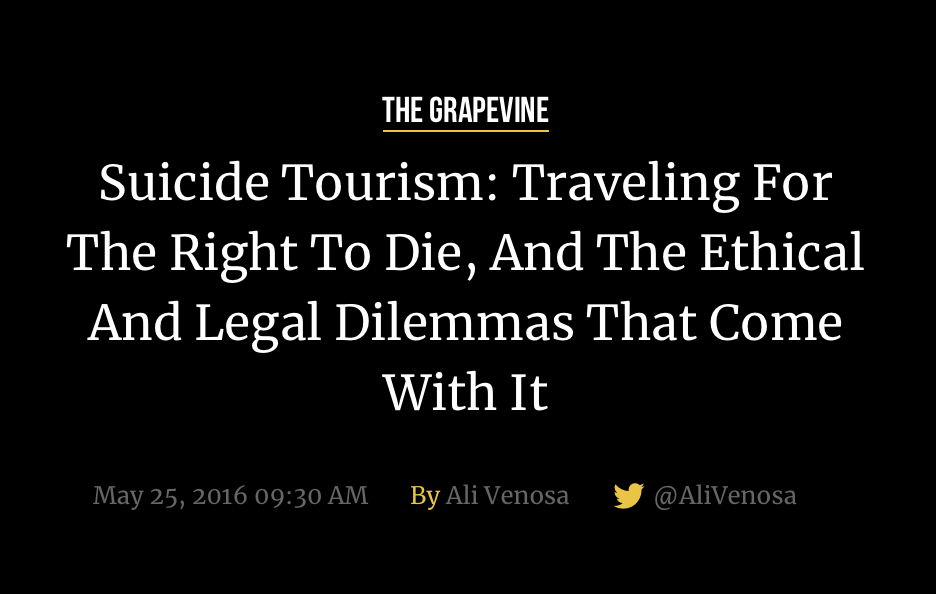 THE GRAPEVINE
Suicide Tourism: Traveling For
The Right To Die, And The Ethical
And Legal Dilemmas That Come
With It
May 25, 2016 09:30 AM By Ali Venosa @AliVenosa